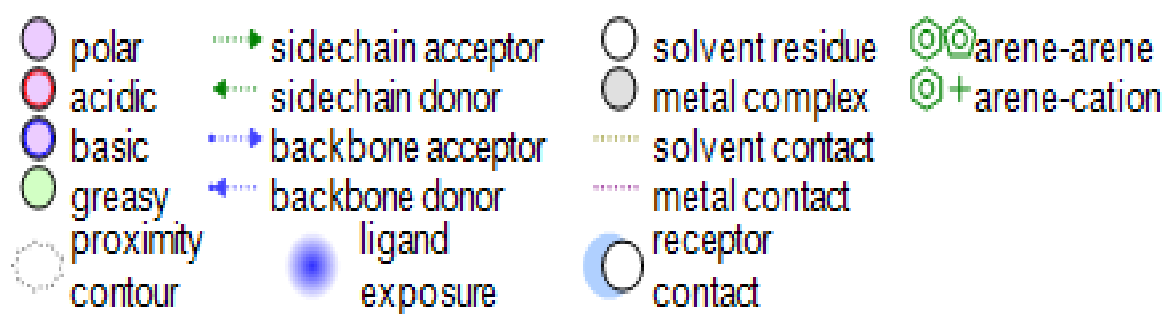 polar sidechain acceptor solvent residue arene-arene
acidic sidechain donor metal complex + arene-cation
basic backbone acceptor solvent contact
greasy backbone donor metal contact
proximity ligand receptor
contour exposure contact